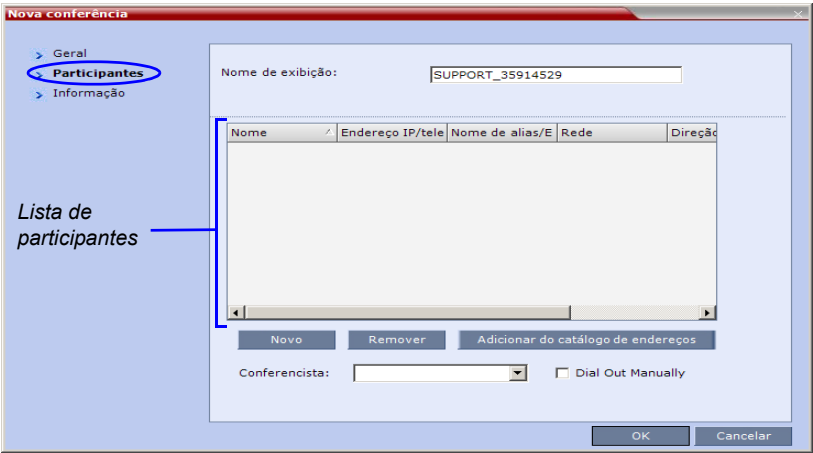 Nova conferência
Geral
Participantes
Informação
Nome de exibição:
SUPPORT_35914529
Nome
Endereço IP/tele
Nome de alias/E
Rede
Direção
Lista de
participantes
Novo
Remover
Adicionar do catálogo de endereços
Conferencista:
Dial Out Manually
OK
Cancelar